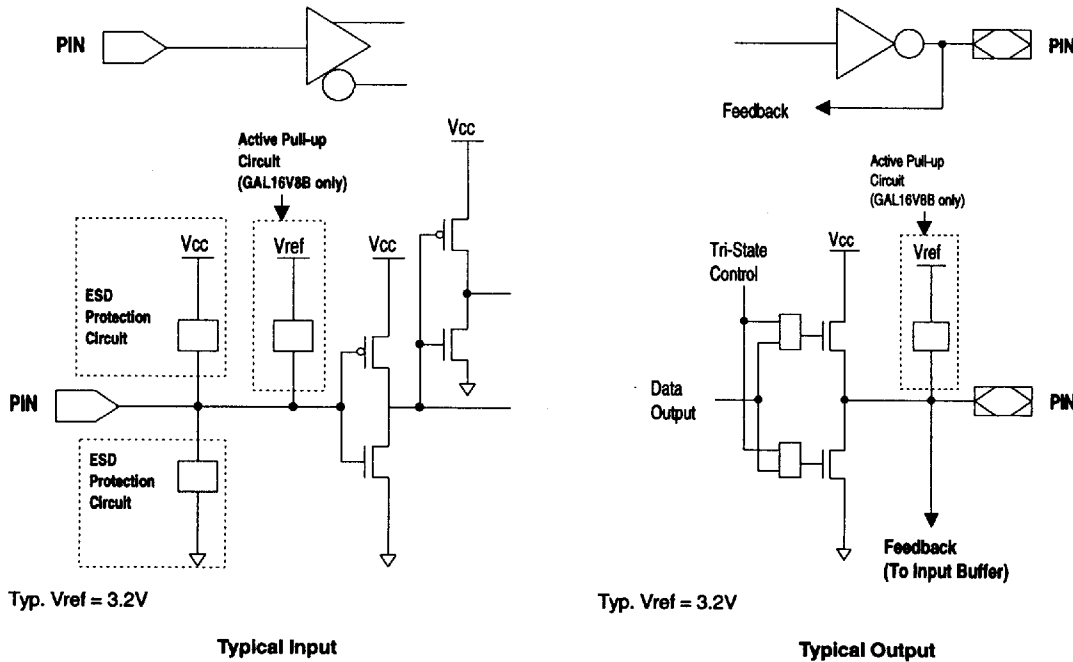 PIN
Active Pull-up
Circuit
(GAL16V8B only)
Vcc
Vcc
Vref
Vcc
ESD
Protection
Circuit
PIN
ESD
Protection
Circuit
Typ. Vref = 3.2V
Typical Input
PIN
Feedback
Active Pull-up
Circuit
(GAL16V8B only)
Tri-State
Control
Vcc
Vref
Data
Output
PIN
Feedback
(To Input Buffer)
Typ. Vref = 3.2V
Typical Output